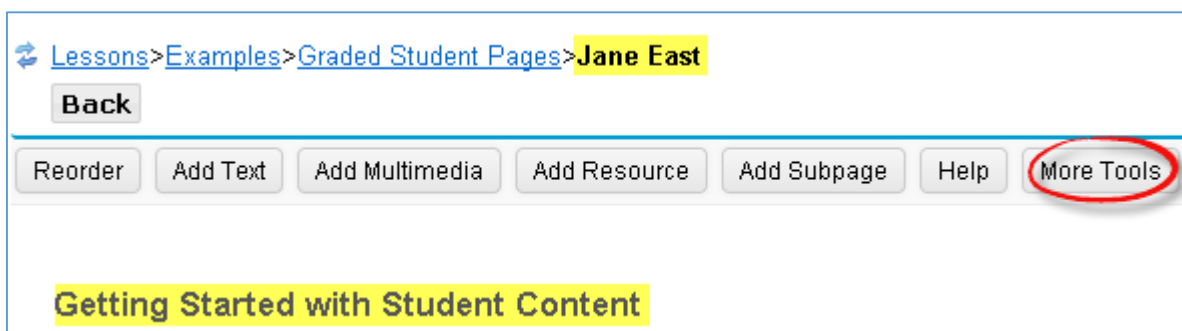 Lessons>Examples>Graded Student Pages>Jane East
Back
Reorder Add Text Add Multimedia Add Resource Add Subpage Help More Tools
Getting Started with Student Content